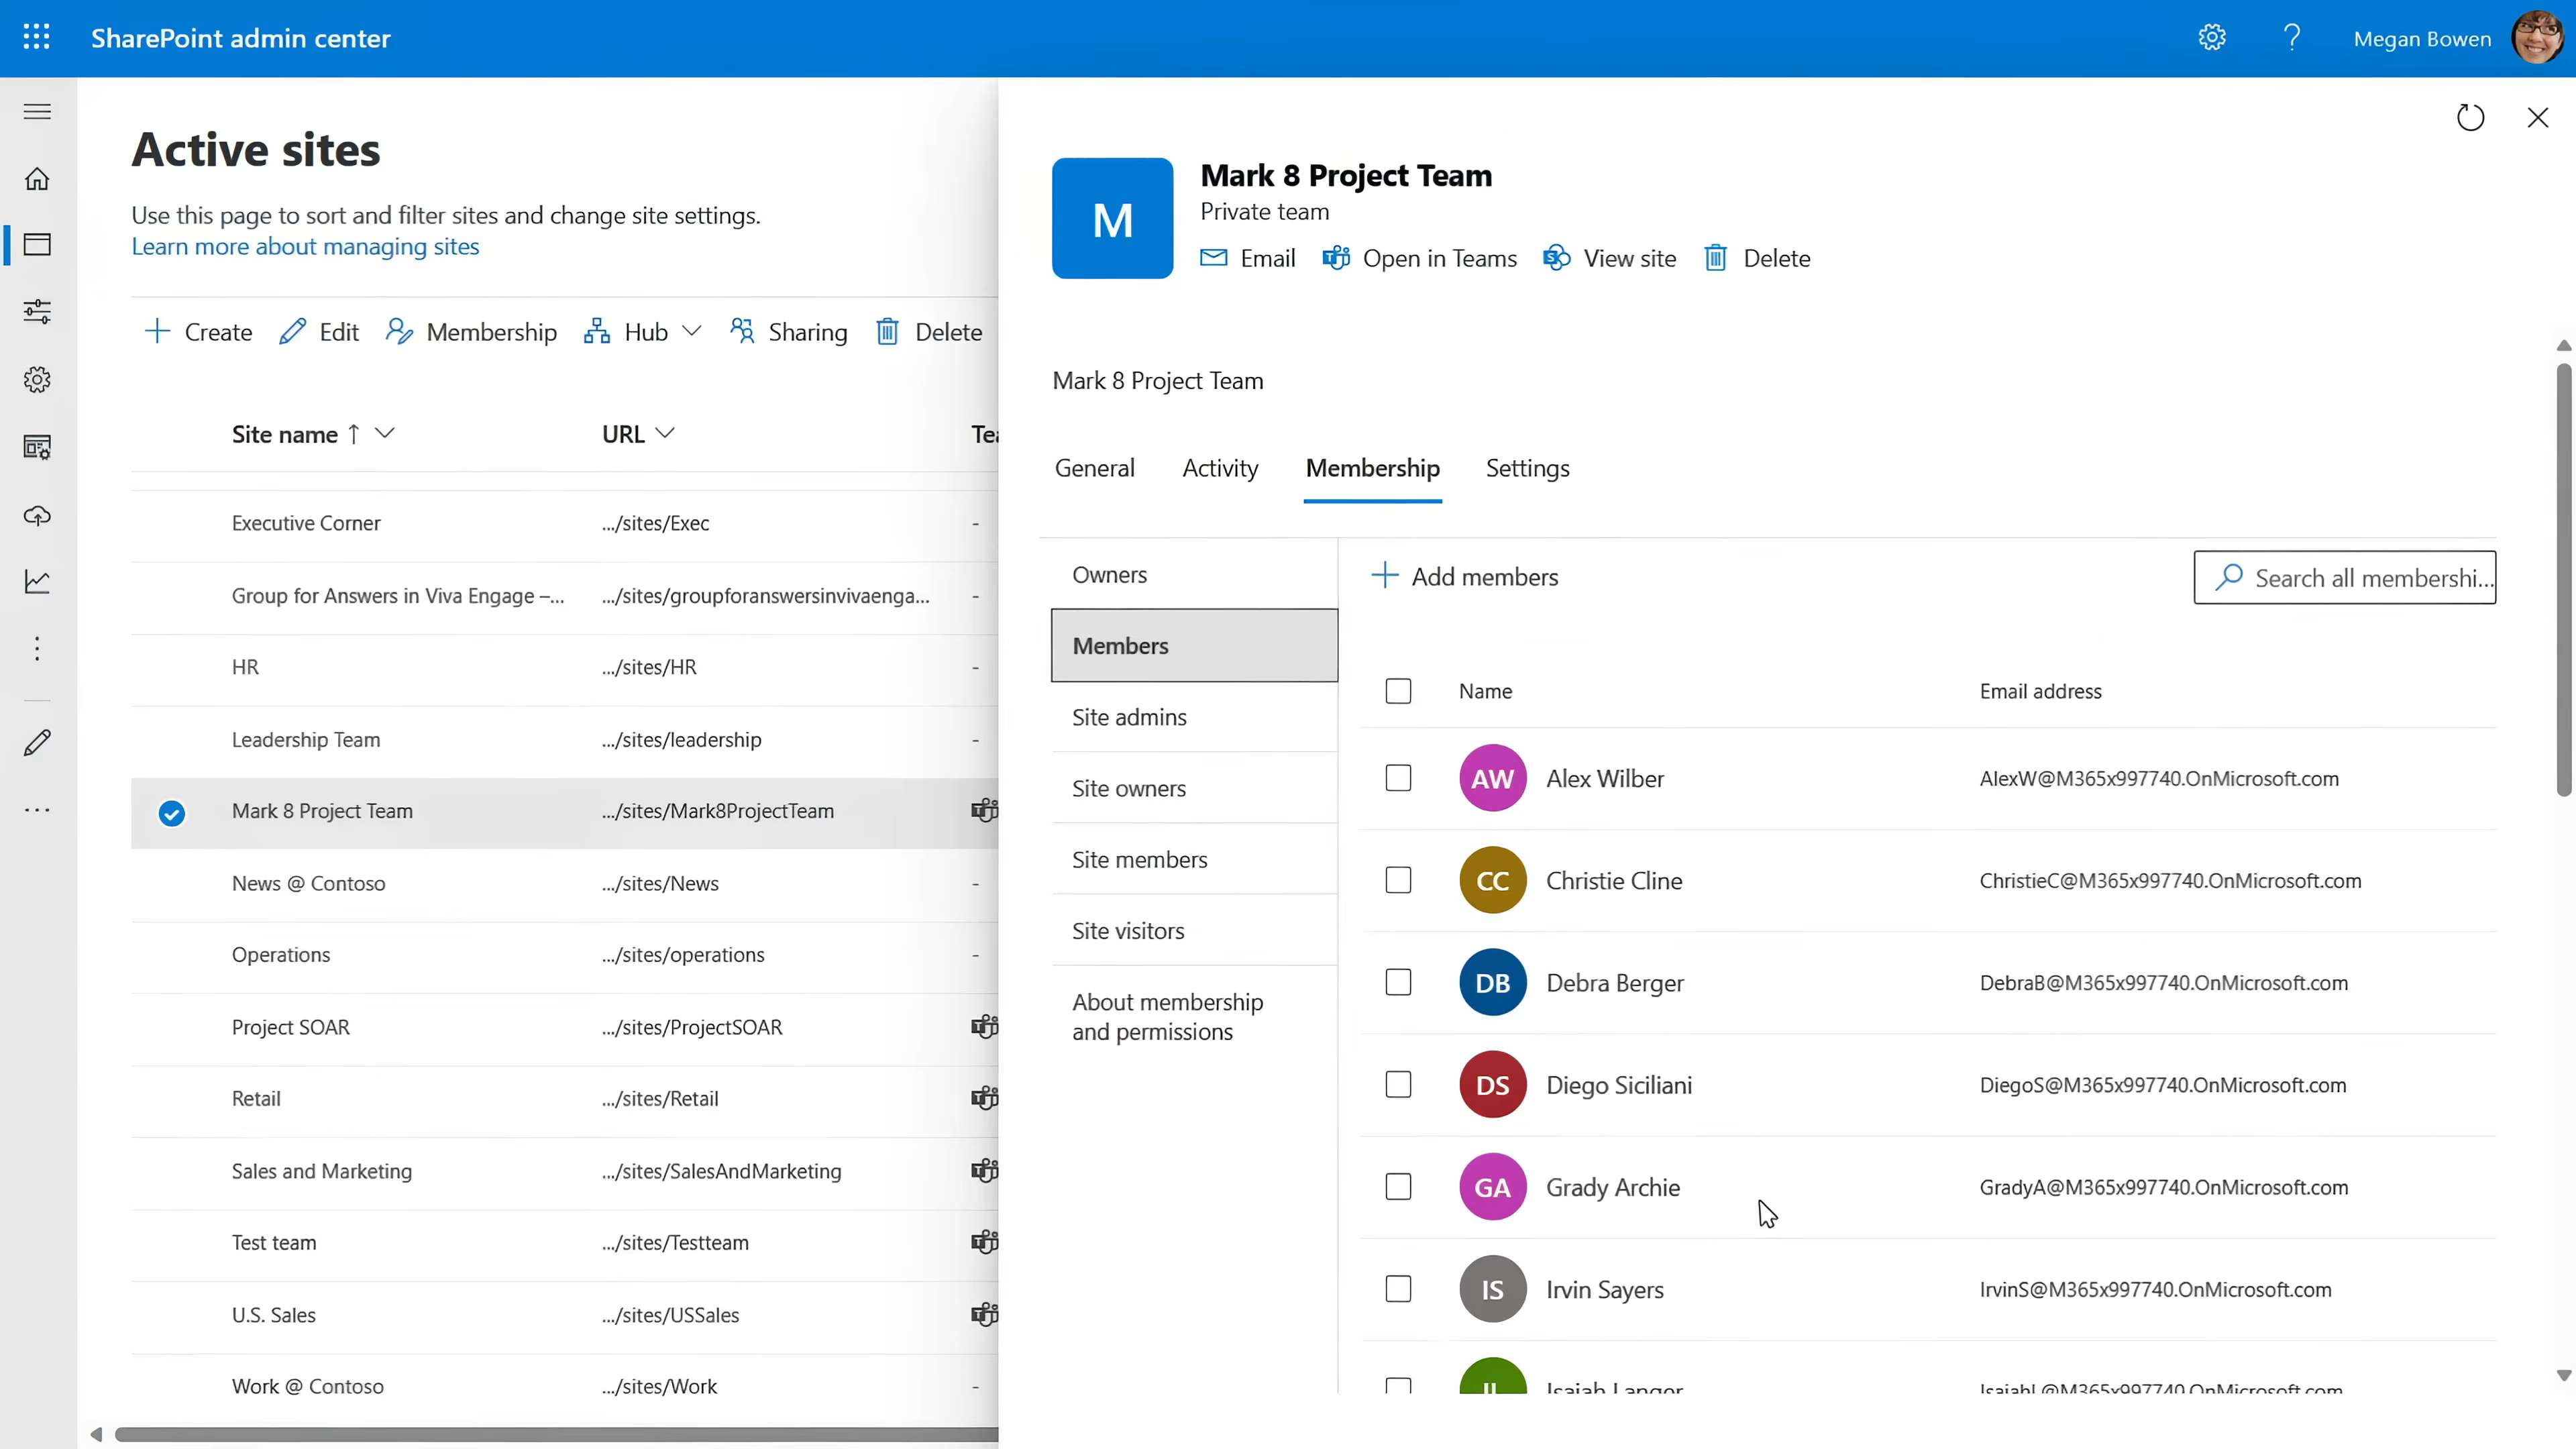 SharePoint admin center
Megan Bowen
Active sites
Use this page to sort and filter sites and change site settings.
Learn more about managing sites
Create Edit Membership Hub Sharing Delete
Site name ↑ URL Tea
Executive Corner .../sites/Exec -
Group for Answers in Viva Engage –... .../sites/groupforanswersinvivaenga... -
HR .../sites/HR -
Leadership Team .../sites/leadership -
Mark 8 Project Team .../sites/Mark8ProjectTeam
News @ Contoso .../sites/News -
Operations .../sites/operations -
Project SOAR .../sites/ProjectSOAR
Retail .../sites/Retail
Sales and Marketing .../sites/SalesAndMarketing
Test team .../sites/Testteam
U.S. Sales .../sites/USSales
Work @ Contoso .../sites/Work -
M
Mark 8 Project Team
Private team
Email Open in Teams View site Delete
Mark 8 Project Team
General Activity Membership Settings
Owners
Members
Site admins
Site owners
Site members
Site visitors
About membership
and permissions
Add members
Search all membershi...
Name Email address
AW Alex Wilber AlexW@M365x997740.OnMicrosoft.com
CC Christie Cline ChristieC@M365x997740.OnMicrosoft.com
DB Debra Berger DebraB@M365x997740.OnMicrosoft.com
DS Diego Siciliani DiegoS@M365x997740.OnMicrosoft.com
GA Grady Archie GradyA@M365x997740.OnMicrosoft.com
IS Irvin Sayers IrvinS@M365x997740.OnMicrosoft.com
IL Isaiah Langer IsaiahL@M365x997740.OnMicrosoft.com